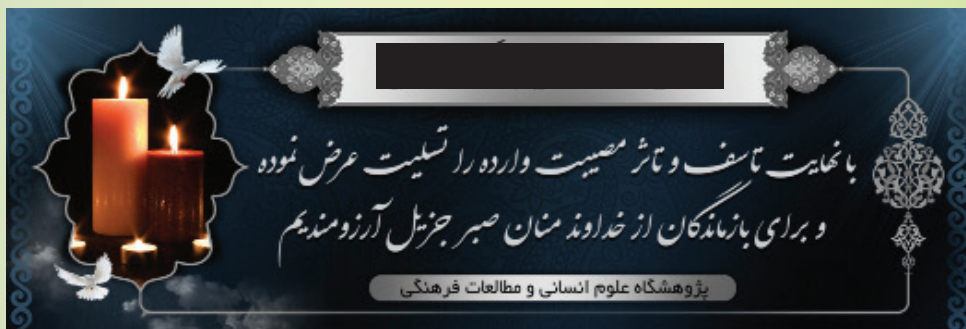 با نهایت تاسف و تاثر مصیبت وارده را تسلیت عرض نموده
و برای بازماندگان از خداوند منان صبر جزیل آرزومندیم
پژوهشگاه علوم انسانی و مطالعات فرهنگی